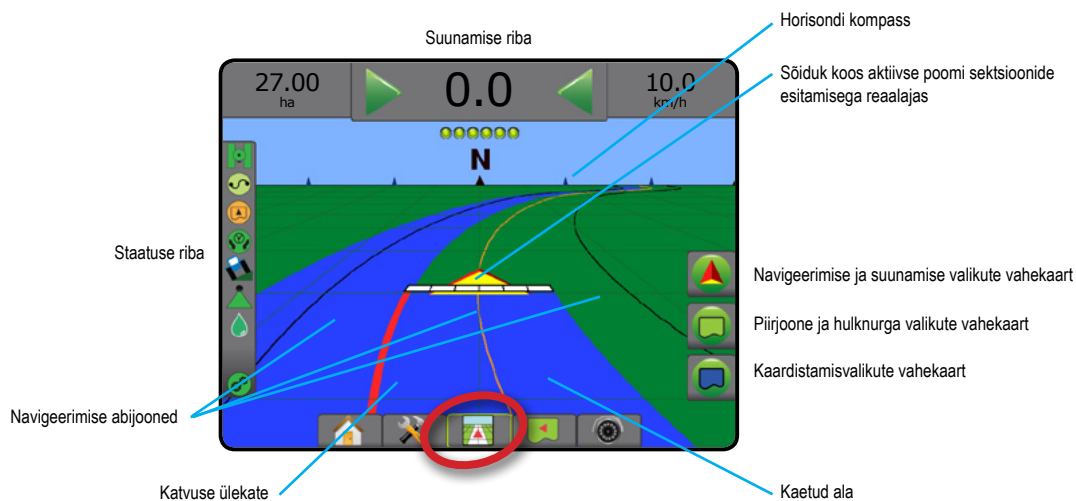 Horisondi kompass
Suunamise riba
Sõiduk koos aktiivse poomi sektsioonide
esitamisega reaalajas
27.00
ha
0.0
10.0
km/h
N
Staatuse riba
Navigeerimise ja suunamise valikute vahekaart
Piirjoone ja hulknurga valikute vahekaart
Kaardistamisvalikute vahekaart
Navigeerimise abijooned
Katvuse ülekate
Kaetud ala